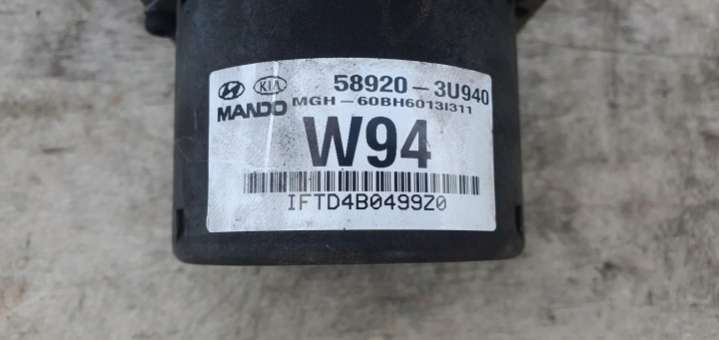 KIA 58920-3U940
MANDO MGH-60BH6013I311
W94
IFTD4B0499Z0